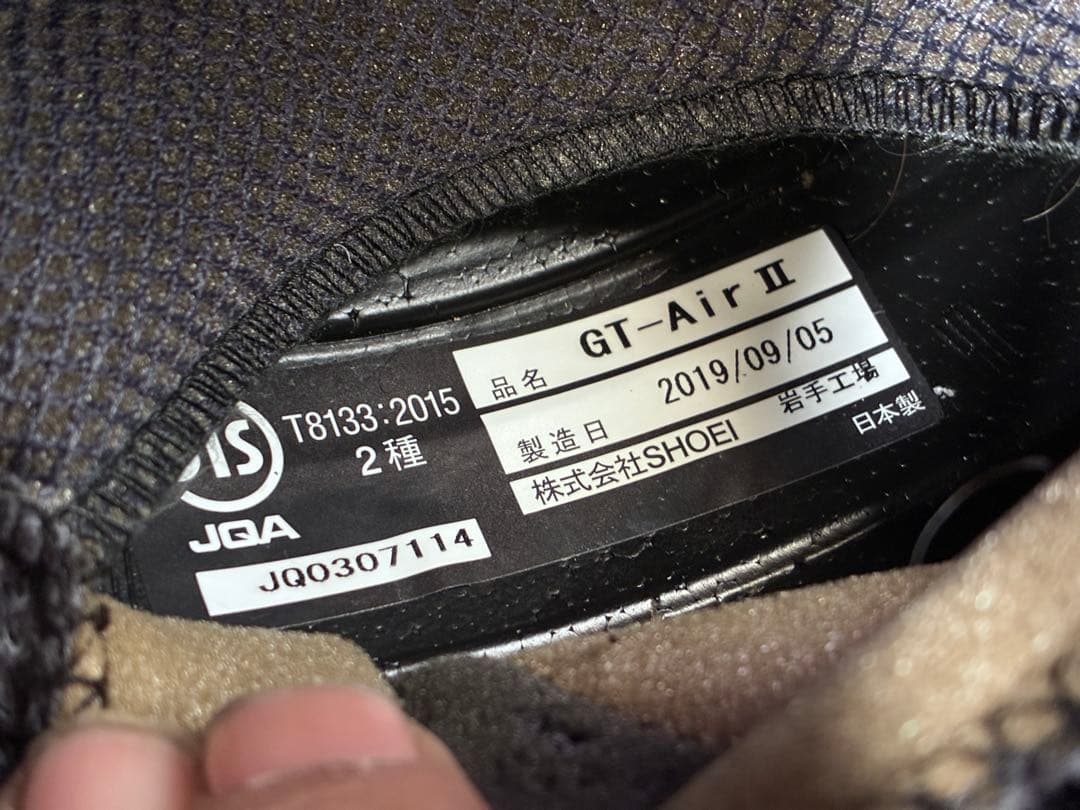 GT-Air Ⅱ
品名
2019/09/05
製造日
株式会社SHOEI 岩手工場
日本製
T8133:2015
2種
JIS
JQA
JQ0307114